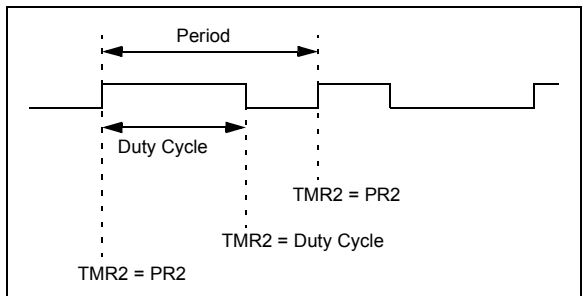 Period
Duty Cycle
TMR2 = PR2
TMR2 = Duty Cycle
TMR2 = PR2